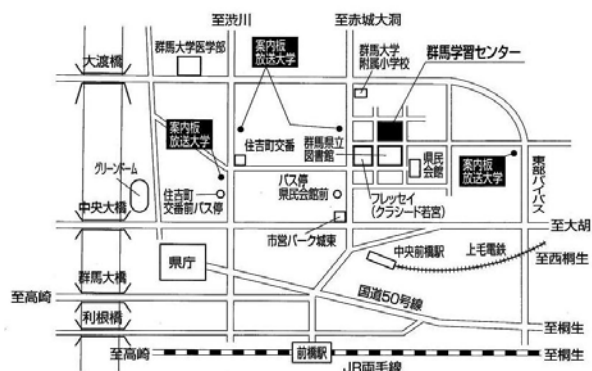 至渋川
至赤城大洞
大渡橋
群馬大学医学部
案内板
放送大学
群馬大学
附属小学校
群馬学習センター
案内板
放送大学
住吉町交番
群馬県立
図書館
県民
会館
案内板
放送大学
東部バイパス
グリーンドーム
住吉町
交番前バス停
バス停
県民会館前
フレッセイ
(クラシード若宮)
中央大橋
市営パーク城東
至大胡
中央前橋駅
上毛電鉄
至西桐生
県庁
群馬大橋
国道50号線
至高崎
利根橋
至桐生
至高崎
前橋駅
至桐生
JR両毛線